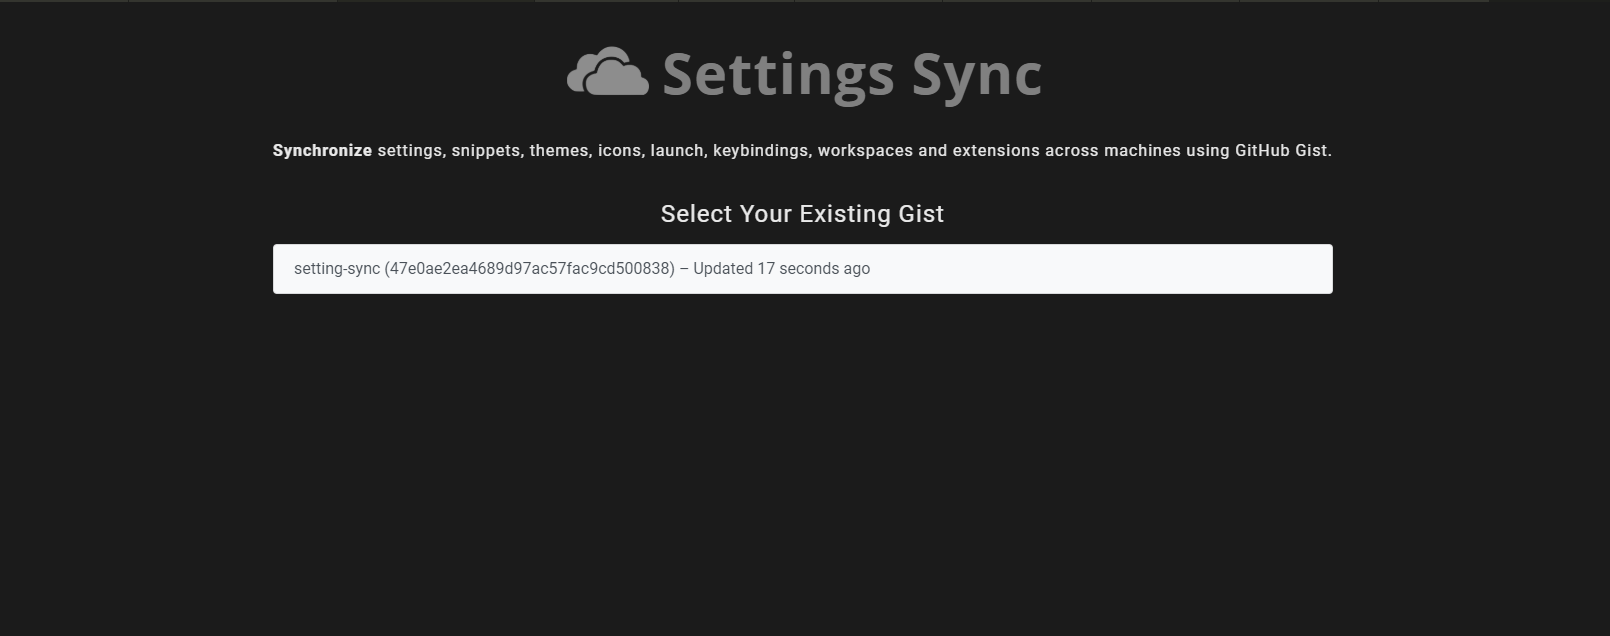 Settings Sync
Synchronize settings, snippets, themes, icons, launch, keybindings, workspaces and extensions across machines using GitHub Gist.
Select Your Existing Gist
setting-sync (47e0ae2ea4689d97ac57fac9cd500838) – Updated 17 seconds ago